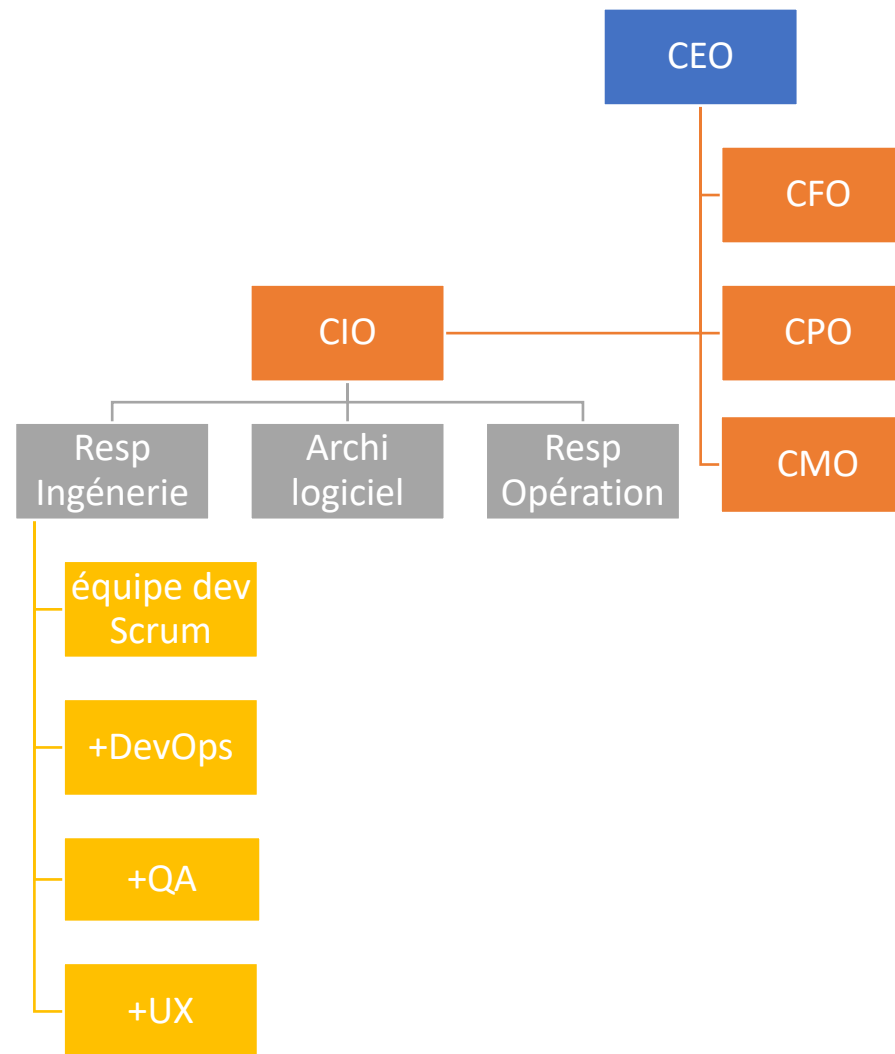 CEO
CFO
CIO
CPO
CMO
Resp
Ingénerie
Archi
logiciel
Resp
Opération
équipe dev
Scrum
+DevOps
+QA
+UX